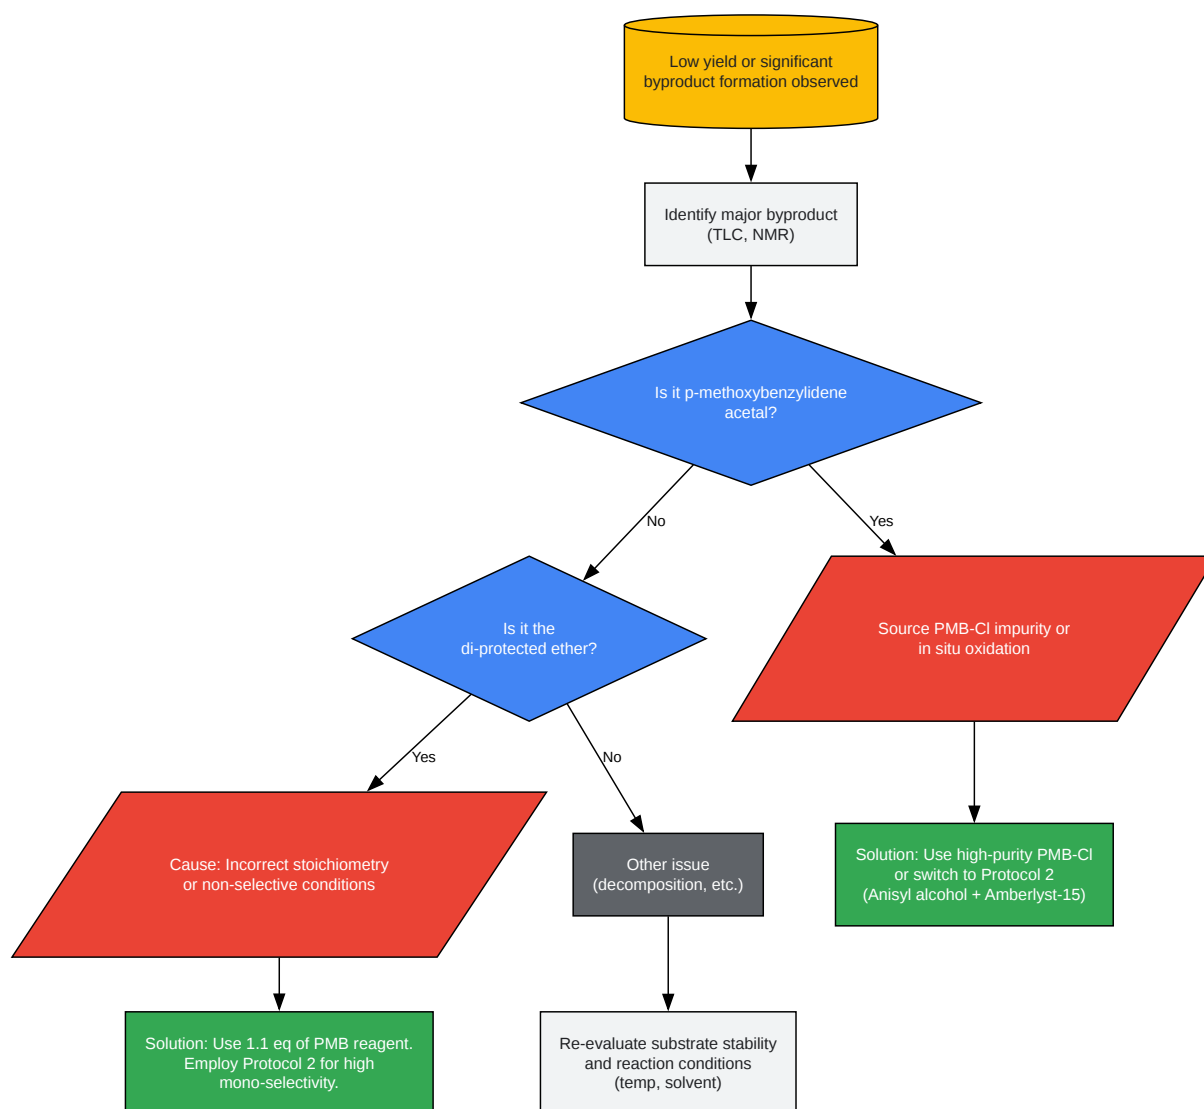 Low yield or significant
byproduct formation observed
Identify major byproduct
(TLC, NMR)
Is it p-methoxybenzylidene
acetal?
No
Yes
Is it the
di-protected ether?
Source PMB-Cl impurity or
in situ oxidation
Yes
No
Cause: Incorrect stoichiometry
or non-selective conditions
Other issue
(decomposition, etc.)
Solution: Use high-purity PMB-Cl
or switch to Protocol 2
(Anisyl alcohol + Amberlyst-15)
Solution: Use 1.1 eq of PMB reagent.
Employ Protocol 2 for high
mono-selectivity.
Re-evaluate substrate stability
and reaction conditions
(temp, solvent)